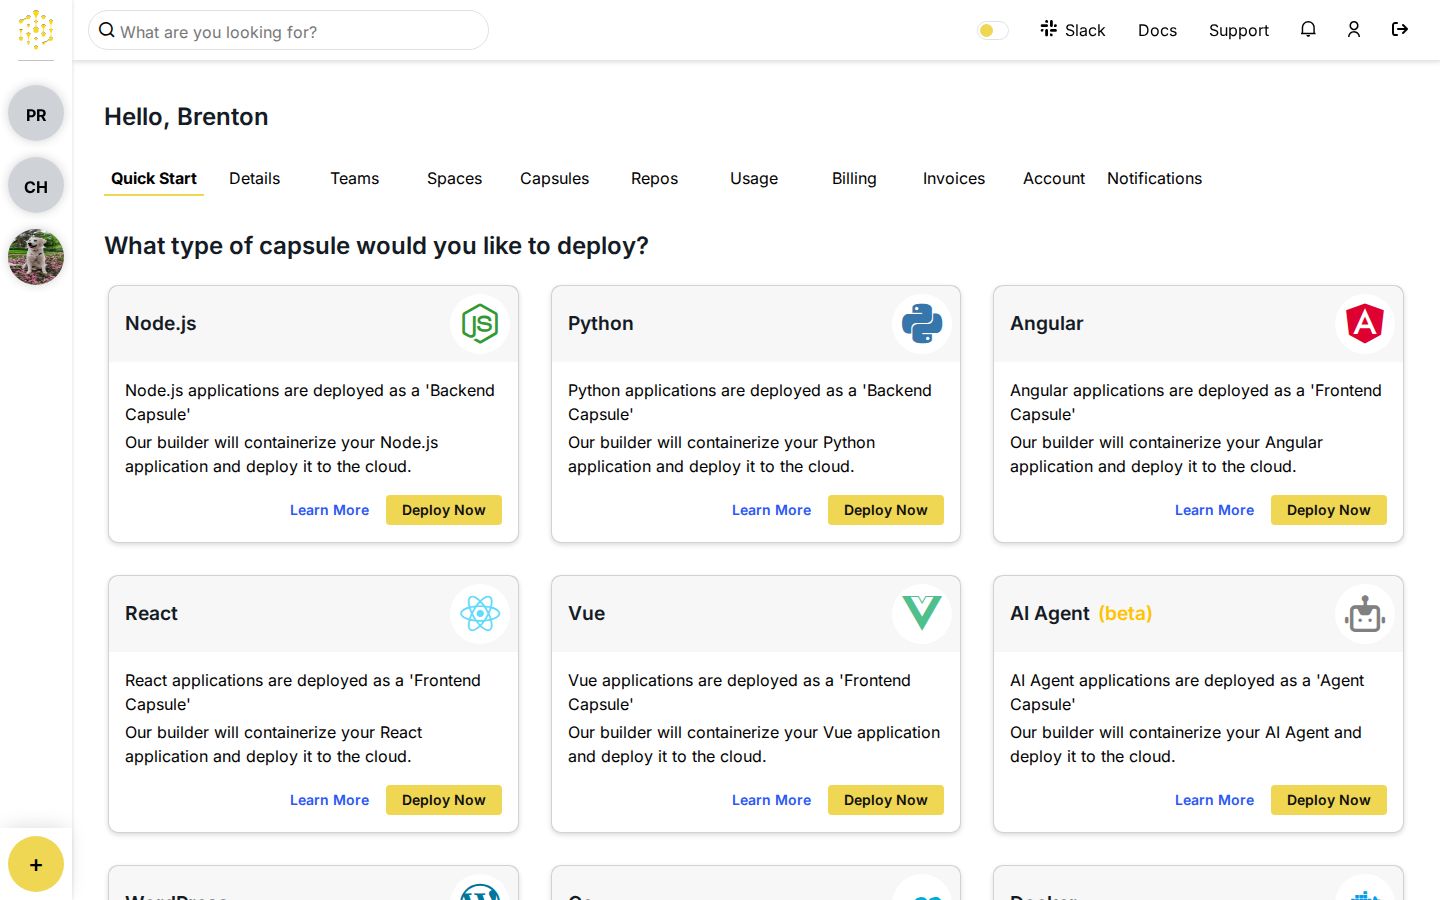 What are you looking for?
Slack
Docs
Support
PR
CH
Hello, Brenton
Quick Start
Details
Teams
Spaces
Capsules
Repos
Usage
Billing
Invoices
Account
Notifications
What type of capsule would you like to deploy?
Node.js
Node.js applications are deployed as a 'Backend
Capsule'
Our builder will containerize your Node.js
application and deploy it to the cloud.
Learn More
Deploy Now
Python
Python applications are deployed as a 'Backend
Capsule'
Our builder will containerize your Python
application and deploy it to the cloud.
Learn More
Deploy Now
Angular
Angular applications are deployed as a 'Frontend
Capsule'
Our builder will containerize your Angular
application and deploy it to the cloud.
Learn More
Deploy Now
React
React applications are deployed as a 'Frontend
Capsule'
Our builder will containerize your React
application and deploy it to the cloud.
Learn More
Deploy Now
Vue
Vue applications are deployed as a 'Frontend
Capsule'
Our builder will containerize your Vue application
and deploy it to the cloud.
Learn More
Deploy Now
AI Agent (beta)
AI Agent applications are deployed as a 'Agent
Capsule'
Our builder will containerize your AI Agent and
deploy it to the cloud.
Learn More
Deploy Now
WordPress
Go
Docker
+